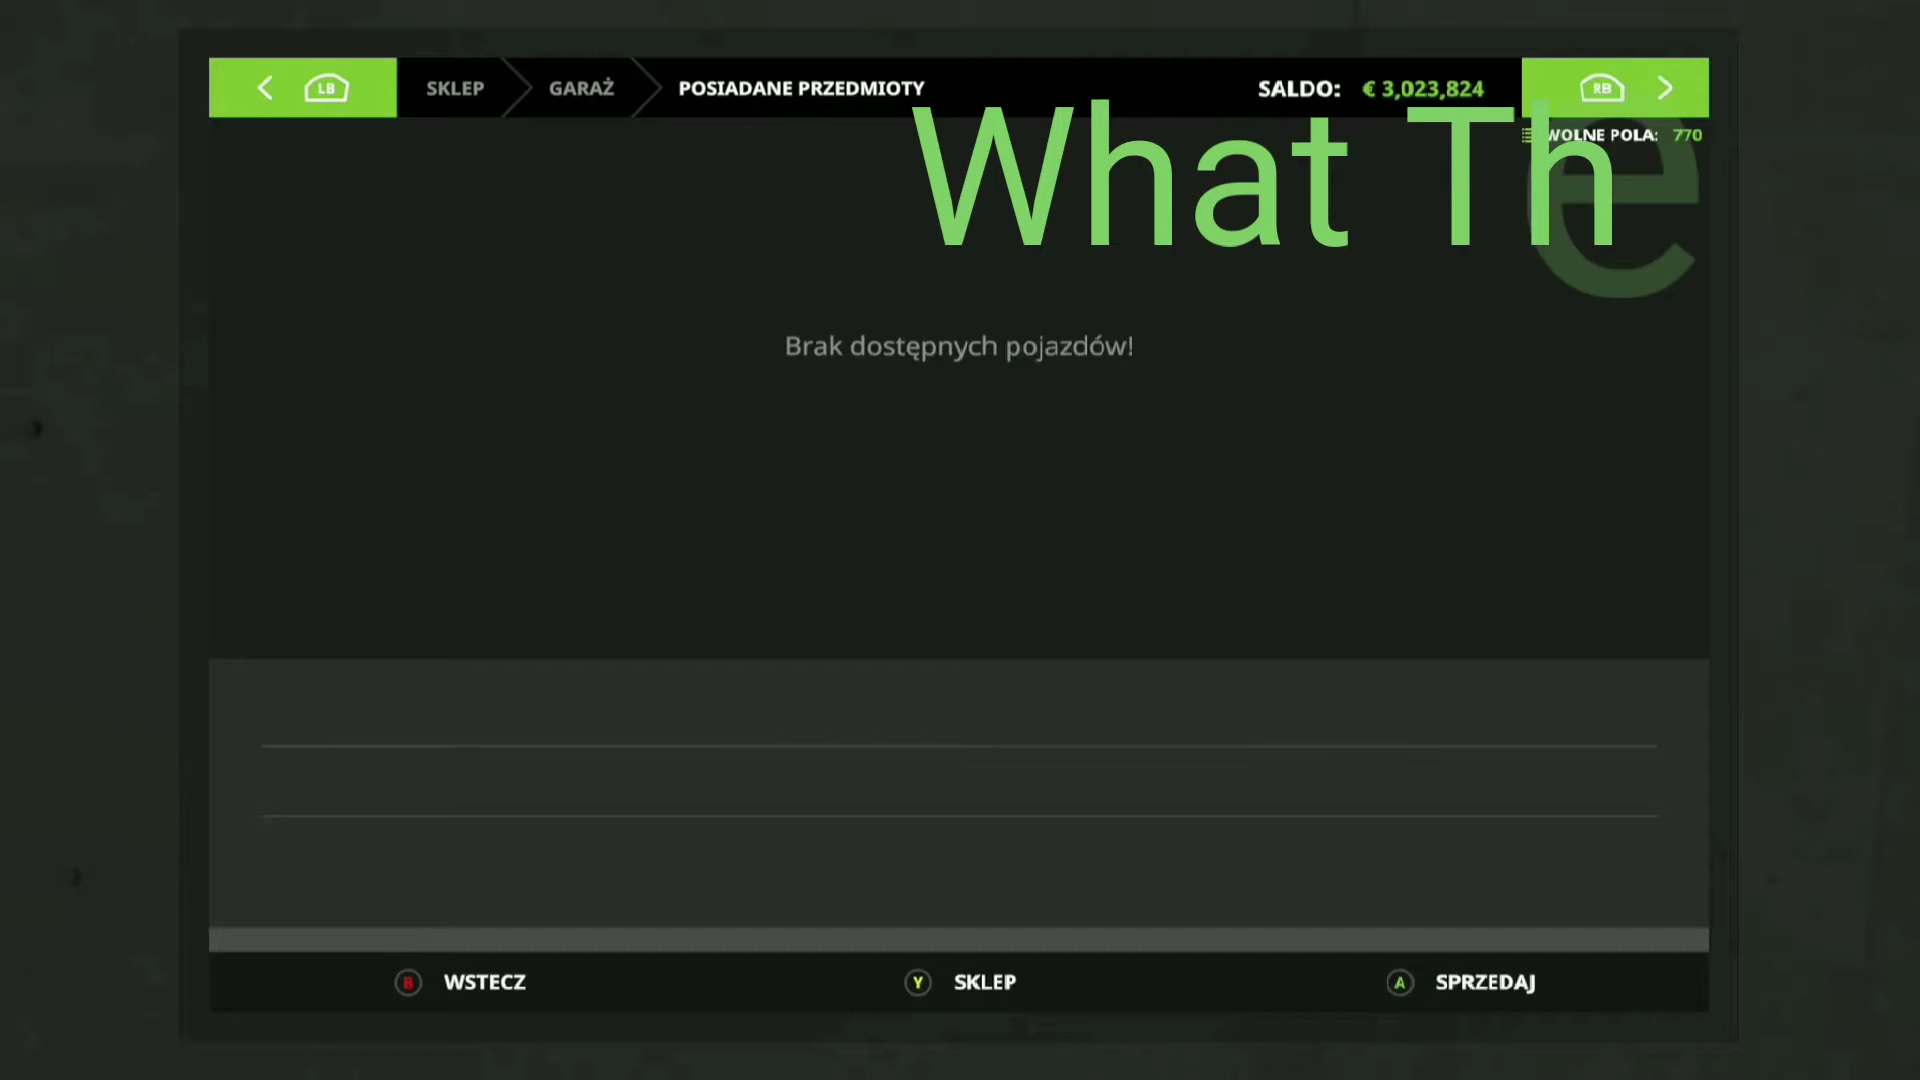 LB SKLEP GARAŻ POSIADANE PRZEDMIOTY SALDO: € 3,023,824 RB
WOLNE POLA: 770
What The
Brak dostępnych pojazdów!
B WSTECZ Y SKLEP A SPRZEDAJ